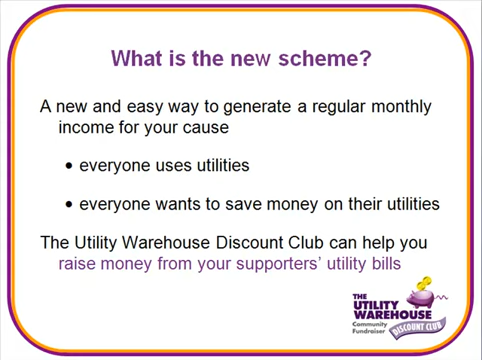 What is the new scheme?
A new and easy way to generate a regular monthly
income for your cause
• everyone uses utilities
• everyone wants to save money on their utilities
The Utility Warehouse Discount Club can help you
raise money from your supporters' utility bills
THE
UTILITY
WAREHOUSE
Community
Fundraiser
DISCOUNT CLUB